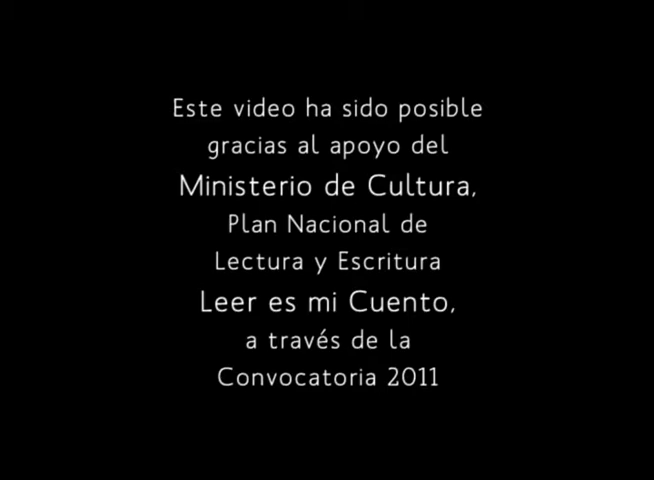 Este video ha sido posible
gracias al apoyo del
Ministerio de Cultura,
Plan Nacional de
Lectura y Escritura
Leer es mi Cuento,
a través de la
Convocatoria 2011